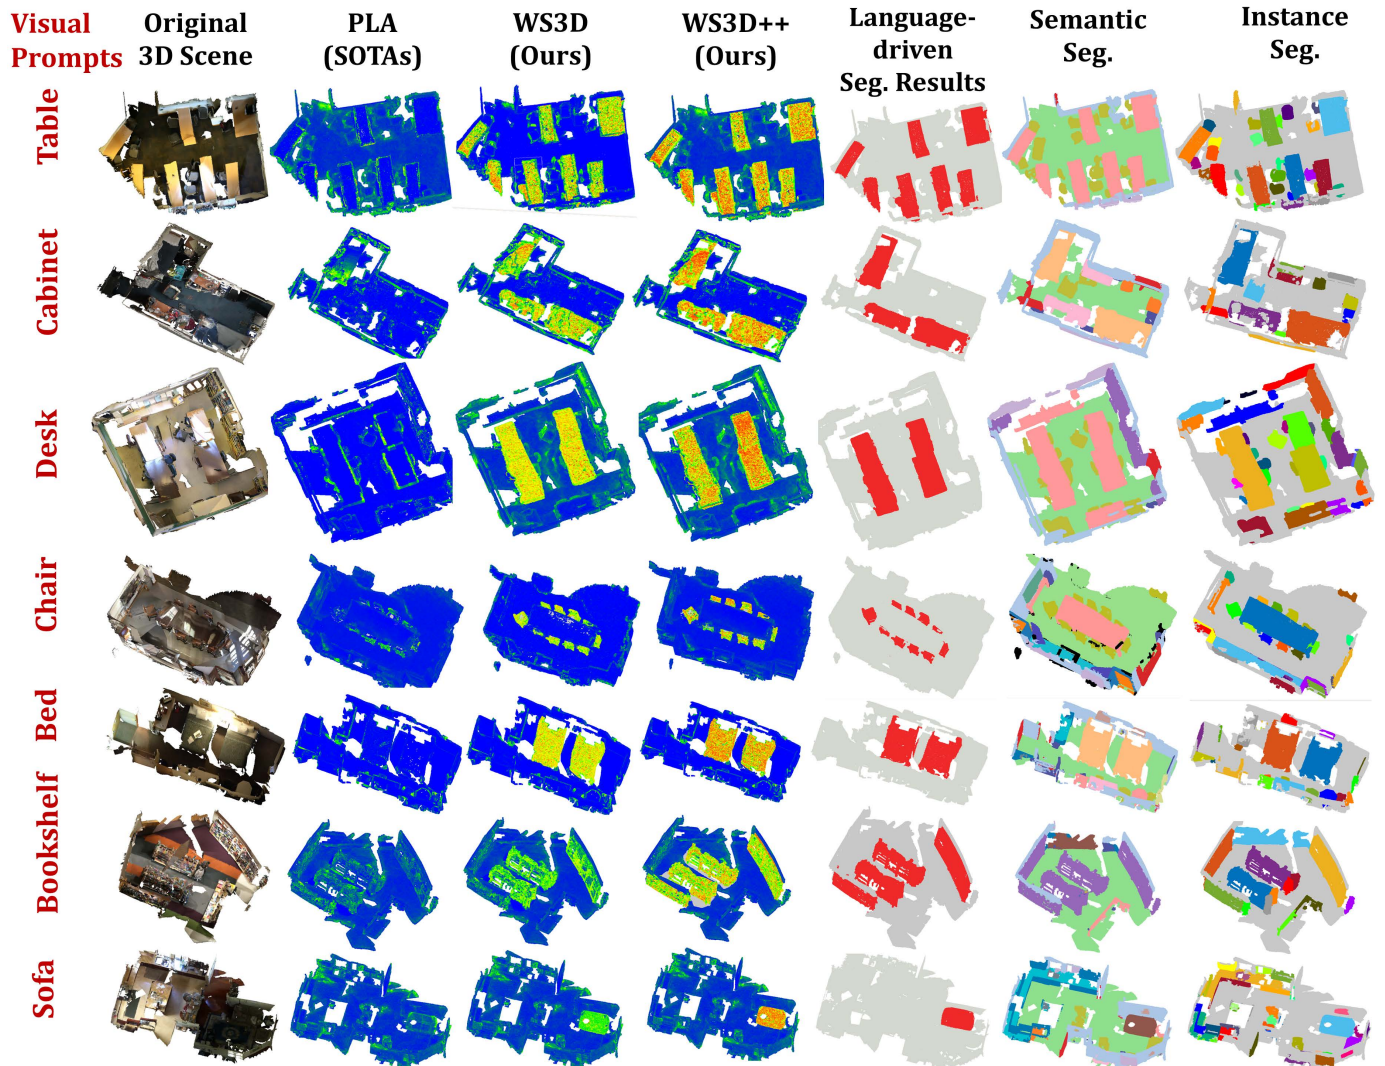 Visual
Prompts
Original
3D Scene
PLA
(SOTAs)
WS3D
(Ours)
WS3D++
(Ours)
Language-
driven
Seg. Results
Semantic
Seg.
Instance
Seg.
Table
Cabinet
Desk
Chair
Bed
Bookshelf
Sofa